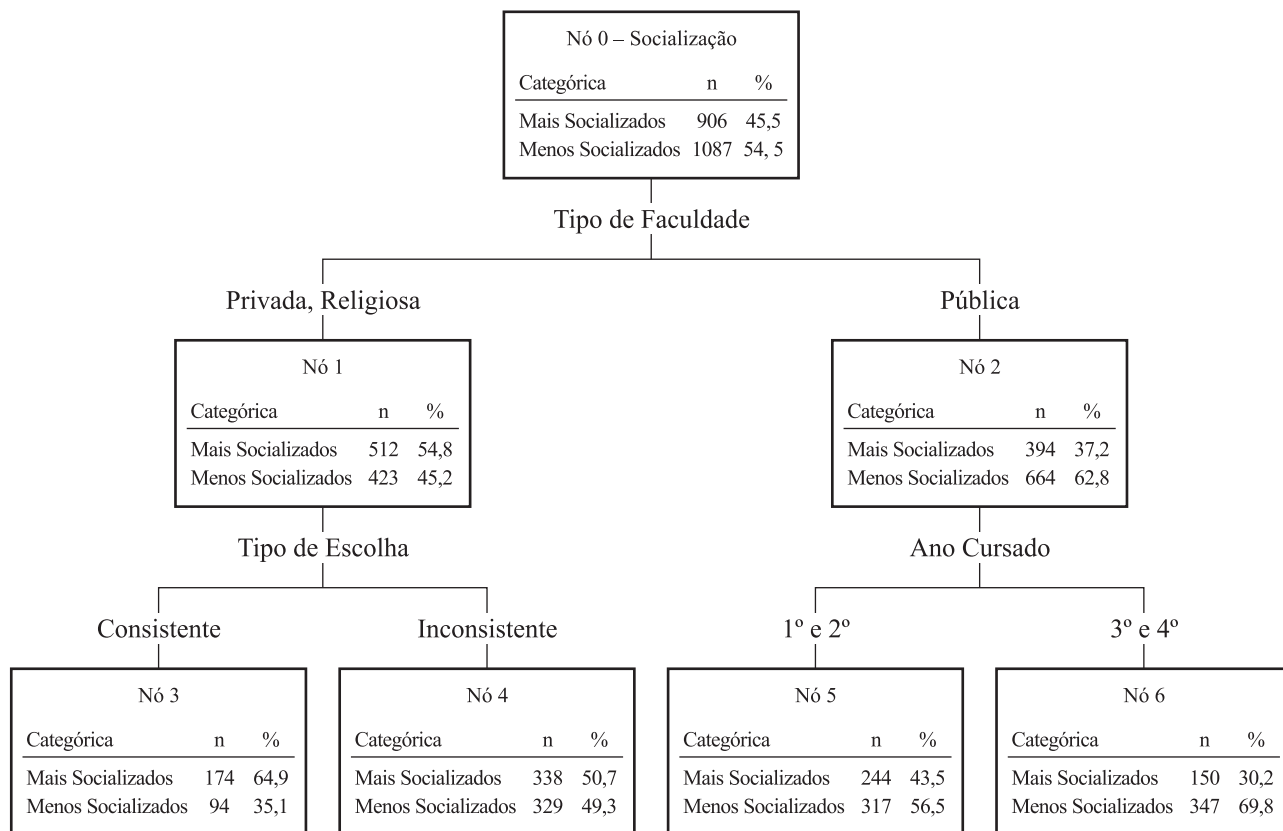 Nó 0 – Socialização
Categórica n %
Mais Socializados 906 45,5
Menos Socializados 1087 54, 5
Tipo de Faculdade
Privada, Religiosa
Pública
Nó 1
Categórica n %
Mais Socializados 512 54,8
Menos Socializados 423 45,2
Nó 2
Categórica n %
Mais Socializados 394 37,2
Menos Socializados 664 62,8
Tipo de Escolha
Ano Cursado
Consistente
Inconsistente
1º e 2º
3º e 4º
Nó 3
Categórica n %
Mais Socializados 174 64,9
Menos Socializados 94 35,1
Nó 4
Categórica n %
Mais Socializados 338 50,7
Menos Socializados 329 49,3
Nó 5
Categórica n %
Mais Socializados 244 43,5
Menos Socializados 317 56,5
Nó 6
Categórica n %
Mais Socializados 150 30,2
Menos Socializados 347 69,8